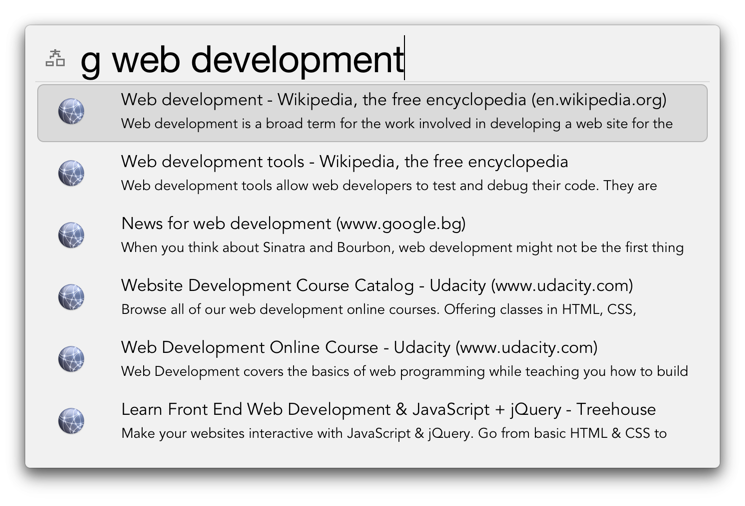 g web development
Web development - Wikipedia, the free encyclopedia (en.wikipedia.org)
Web development is a broad term for the work involved in developing a web site for the
Web development tools - Wikipedia, the free encyclopedia
Web development tools allow web developers to test and debug their code. They are
News for web development (www.google.bg)
When you think about Sinatra and Bourbon, web development might not be the first thing
Website Development Course Catalog - Udacity (www.udacity.com)
Browse all of our web development online courses. Offering classes in HTML, CSS,
Web Development Online Course - Udacity (www.udacity.com)
Web Development covers the basics of web programming while teaching you how to build
Learn Front End Web Development & JavaScript + jQuery - Treehouse
Make your websites interactive with JavaScript & jQuery. Go from basic HTML & CSS to